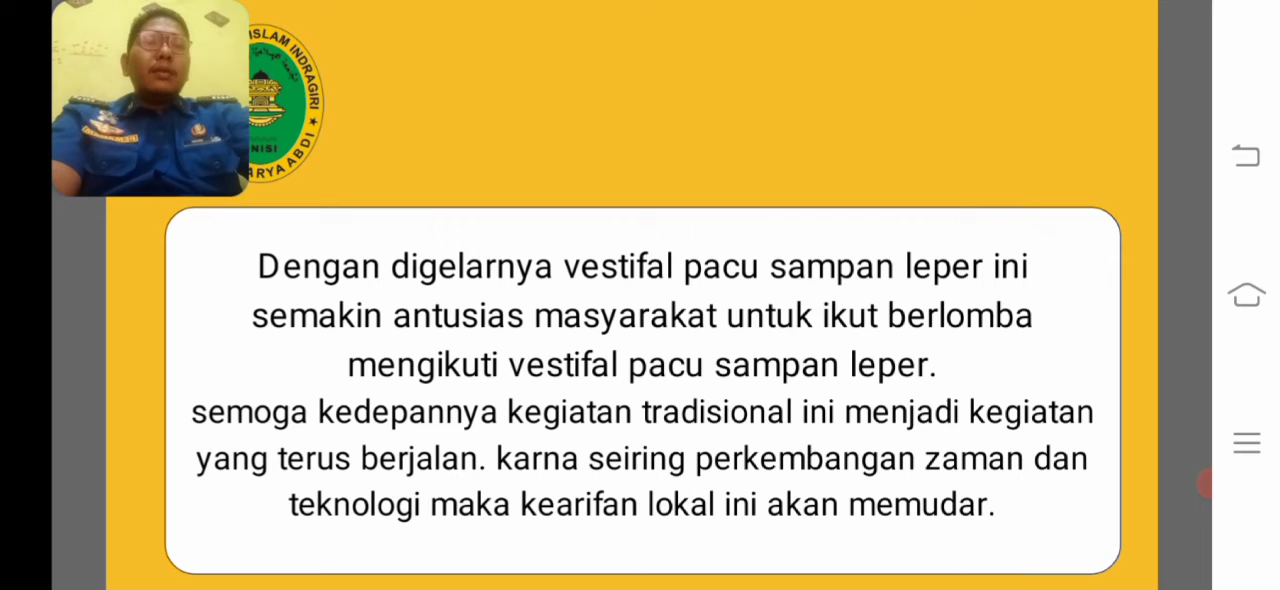 ISLAM INDRAGIRI
NISI
ARYA ABDI
Dengan digelarnya vestifal pacu sampan leper ini
semakin antusias masyarakat untuk ikut berlomba
mengikuti vestifal pacu sampan leper.
semoga kedepannya kegiatan tradisional ini menjadi kegiatan
yang terus berjalan. karna seiring perkembangan zaman dan
teknologi maka kearifan lokal ini akan memudar.